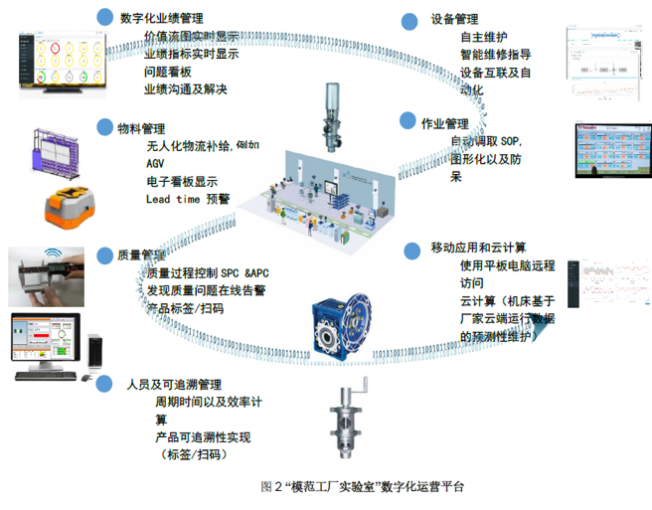 数字化业绩管理
价值流图实时显示
业绩指标实时显示
问题看板
业绩沟通及解决
设备管理
自主维护
智能维修指导
设备互联及自
动化
物料管理
无人化物流补给，例如
AGV
电子看板显示
Lead time 预警
作业管理
自动调取 SOP,
图形化以及防
呆
质量管理
质量过程控制 SPC &APC
发现质量问题在线告警
产品标签/扫码
移动应用和云计算
使用平板电脑远程
访问
云计算（机床基于
厂家云端运行数据
的预测性维护）
人员及可追溯管理
周期时间以及效率计
算
产品可追溯性实现
（标签/扫码）
图 2 “模范工厂实验室”数字化运营平台